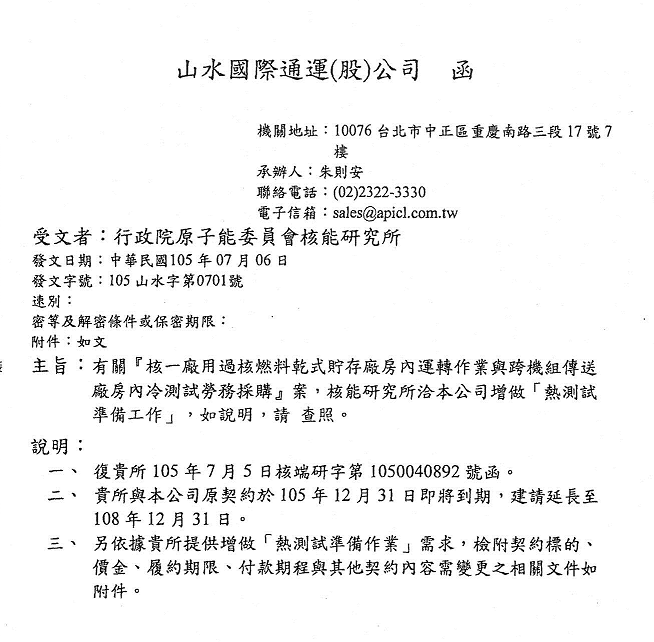 山水國際通運(股)公司　函
機關地址：10076 台北市中正區重慶南路三段 17 號 7
樓
承辦人：朱則安
聯絡電話：(02)2322-3330
電子信箱：sales@apicl.com.tw
受文者：行政院原子能委員會核能研究所
發文日期：中華民國105 年 07 月 06 日
發文字號：105 山水字第0701號
速別：
密等及解密條件或保密期限：
附件：如文
主旨：有關『核一廠用過核燃料乾式貯存廠房內運轉作業與跨機組傳送
廠房內冷測試勞務採購』案，核能研究所洽本公司增做「熱測試
準備工作」，如說明，請 查照。
說明：
一、 復貴所 105 年 7 月 5 日核端研字第 1050040892 號函。
二、 貴所與本公司原契約於 105 年 12 月 31 日即將到期，建請延長至
108 年 12 月 31 日。
三、 另依據貴所提供增做「熱測試準備作業」需求，檢附契約標的、
價金、履約期限、付款期程與其他契約內容需變更之相關文件如
附件。